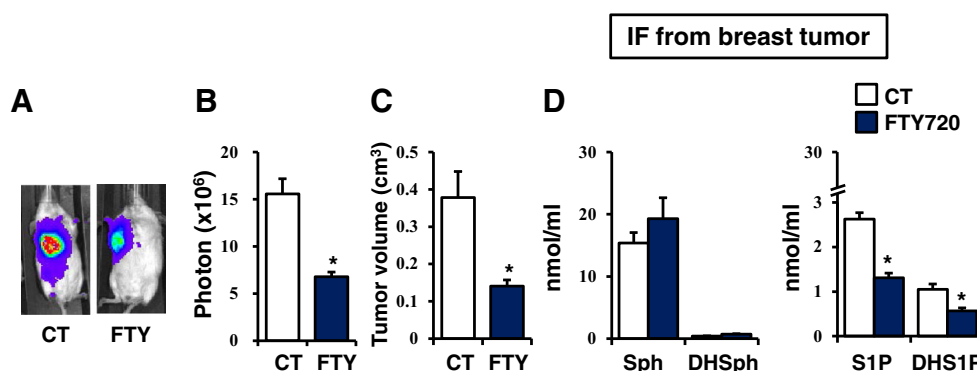 IF from breast tumor
A
B
C
D
CT
FTY720
Photon (x10⁶)
20
15
10
5
0
Tumor volume (cm³)
0.5
0.4
0.3
0.2
0.1
0
nmol/ml
30
20
10
0
nmol/ml
30
3
2
1
0
*
*
*
*
CT FTY
CT FTY
CT FTY
Sph DHSph
S1P DHS1P